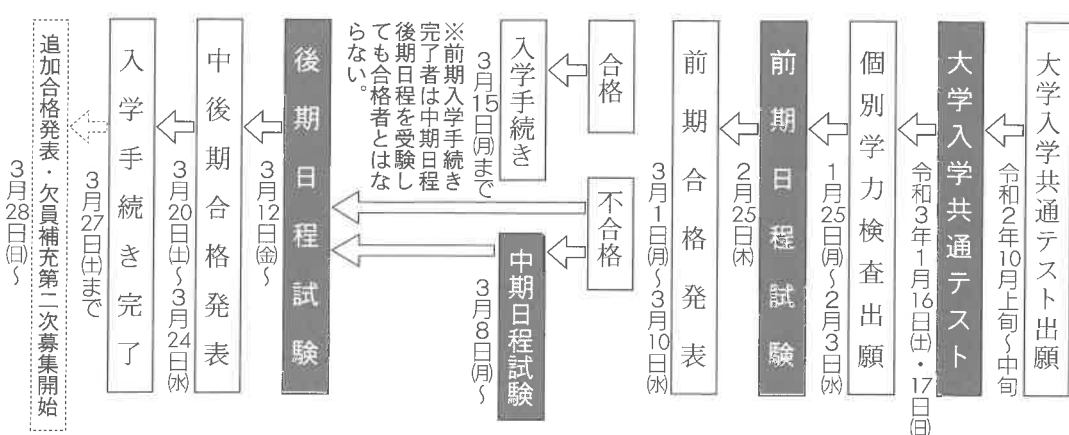 大学入学共通テスト出願
令和2年10月上旬～中旬
大学入学共通テスト
令和3年1月16日(土)・17日(日)
個別学力検査出願
1月25日(月)～2月3日(水)
前期日程試験
2月25日(木)
前期合格発表
3月1日(月)～3月10日(水)
合格
入学手続き
3月15日(月)まで
※前期入学手続き
完了者は中期日程
後期日程を受験し
ても合格者とはな
らない。
不合格
中期日程試験
3月8日(月)～
後期日程試験
3月12日(金)～
中後期合格発表
3月20日(土)～3月24日(水)
入学手続き完了
3月27日(土)まで
追加合格発表・欠員補充第二次募集開始
3月28日(日)～